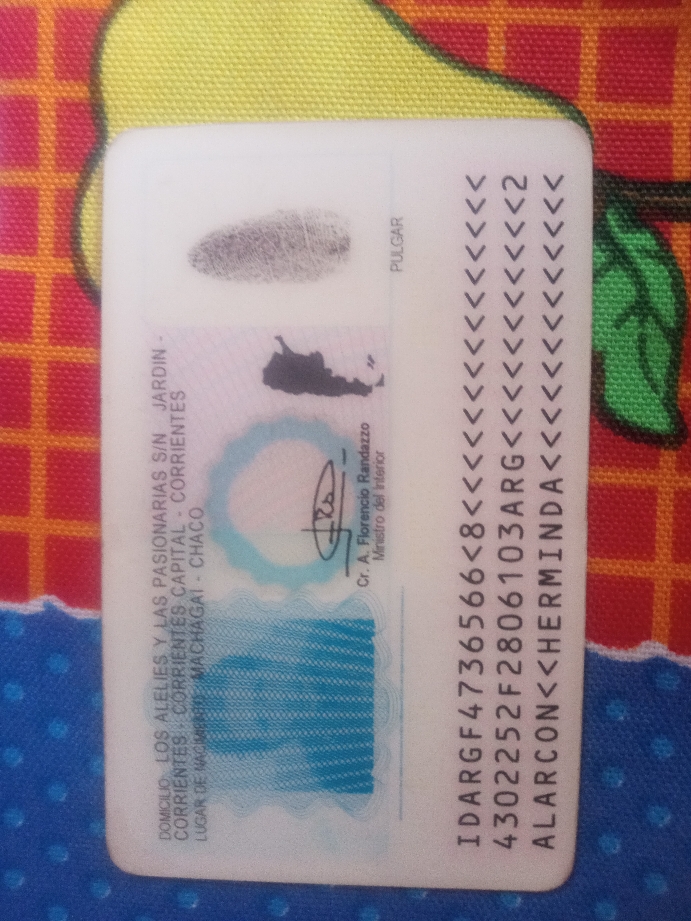 DOMICILIO: LOS ALELIES Y LAS PASIONARIAS S/N JARDIN -
CORRIENTES - CORRIENTES CAPITAL - CORRIENTES
LUGAR DE NACIMIENTO: MACHAGAI - CHACO
Cr. A. Florencio Randazzo
Ministro del Interior
PULGAR
IDARGF4736566<8<<<<<<<<<<<<<<<
4302252F2806103ARG<<<<<<<<<<<2
ALARCON<<HERMINDA<<<<<<<<<<<<<